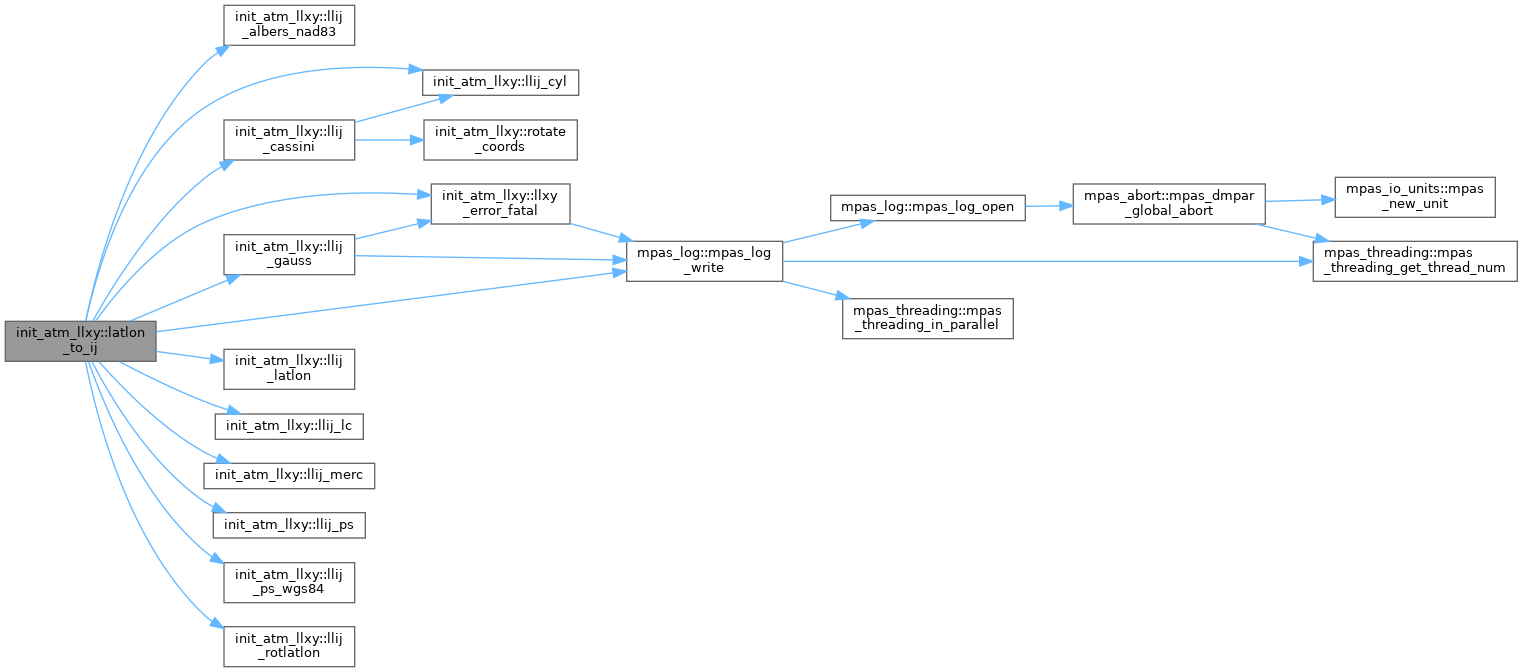 init_atm_llxy::latlon
_to_ij
init_atm_llxy::llij
_albers_nad83
init_atm_llxy::llij_cyl
init_atm_llxy::llij
_cassini
init_atm_llxy::rotate
_coords
init_atm_llxy::llxy
_error_fatal
init_atm_llxy::llij
_gauss
mpas_log::mpas_log
_write
mpas_log::mpas_log_open
mpas_abort::mpas_dmpar
_global_abort
mpas_io_units::mpas
_new_unit
mpas_threading::mpas
_threading_get_thread_num
mpas_threading::mpas
_threading_in_parallel
init_atm_llxy::llij
_latlon
init_atm_llxy::llij_lc
init_atm_llxy::llij_merc
init_atm_llxy::llij_ps
init_atm_llxy::llij
_ps_wgs84
init_atm_llxy::llij
_rotlatlon